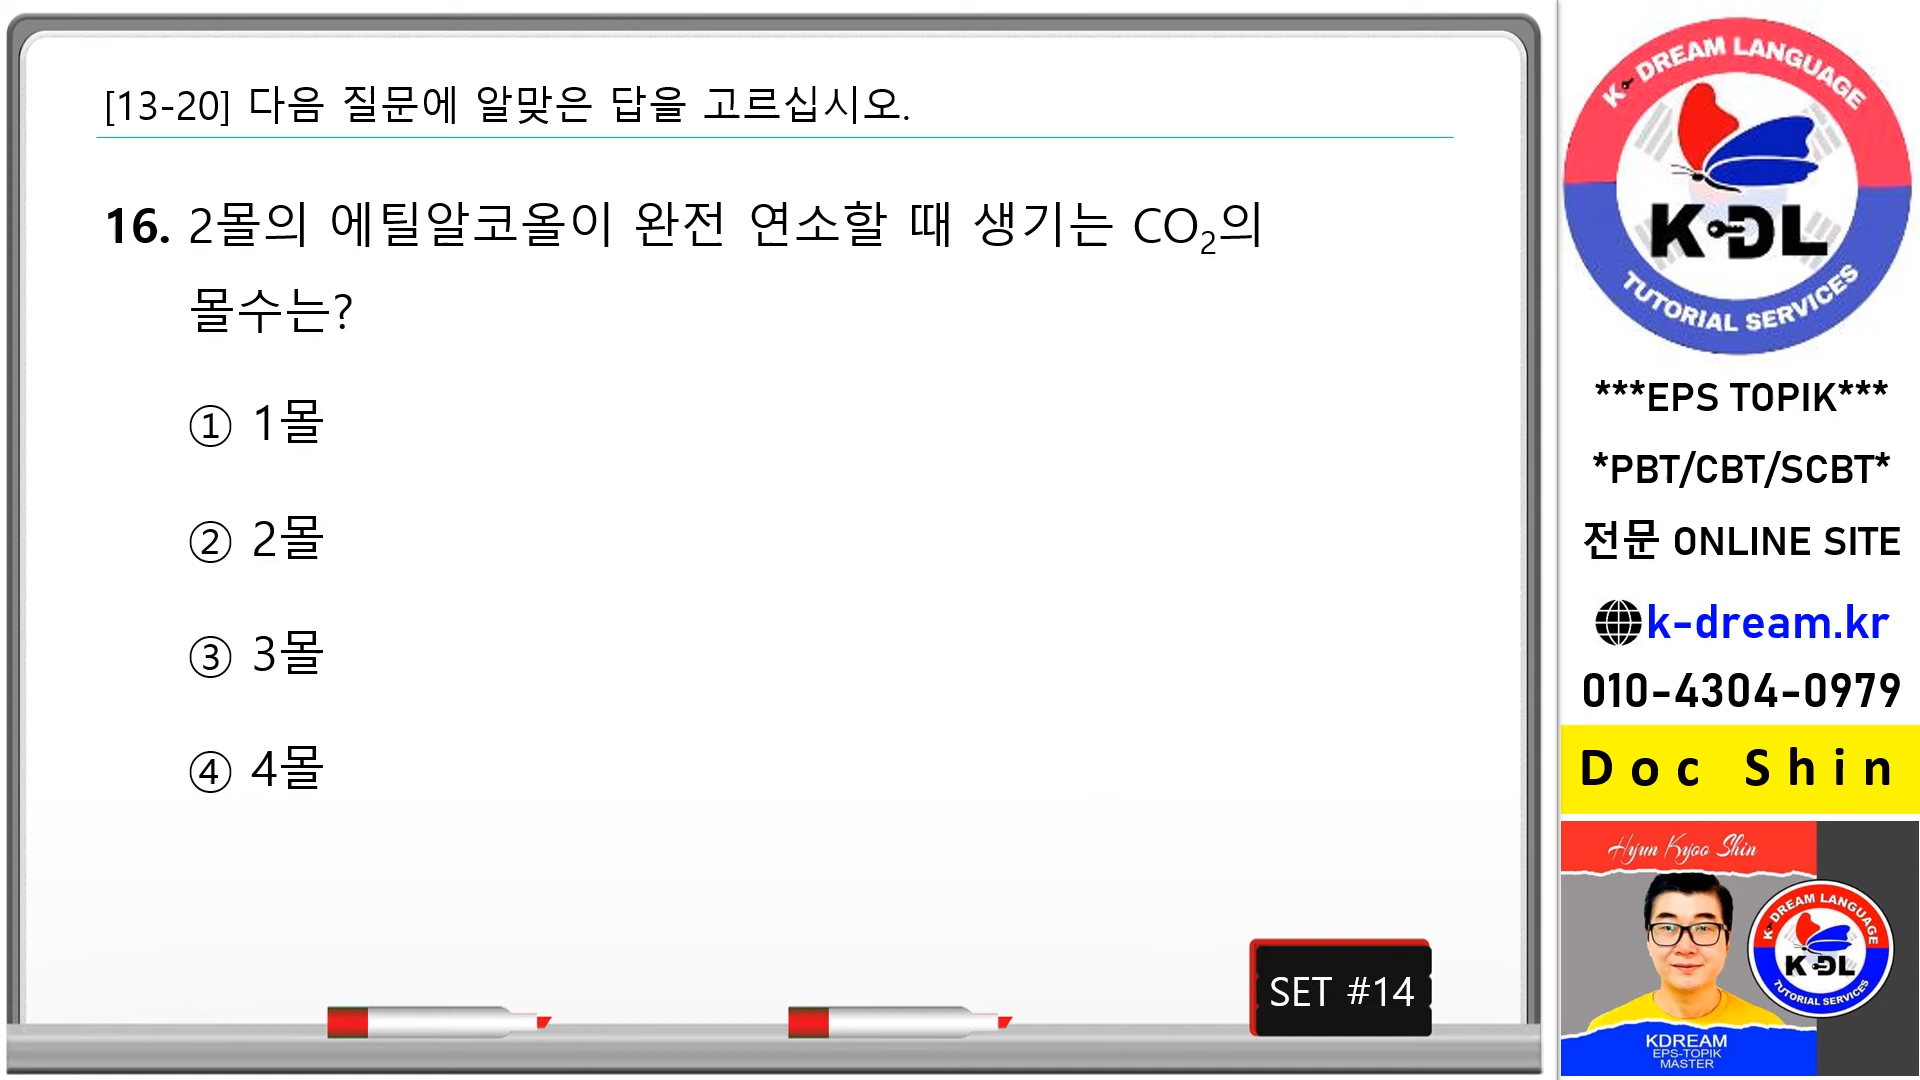 [13-20] 다음 질문에 알맞은 답을 고르십시오.
16. 2몰의 에틸알코올이 완전 연소할 때 생기는 CO₂의
몰수는?
① 1몰
② 2몰
③ 3몰
④ 4몰
SET #14
K DREAM LANGUAGE
K DL
TUTORIAL SERVICES
***EPS TOPIK***
*PBT/CBT/SCBT*
전문 ONLINE SITE
k-dream.kr
010-4304-0979
Doc Shin
Hyun Kyoo Shin
K DREAM LANGUAGE
K DL
TUTORIAL SERVICES
KDREAM
EPS-TOPIK
MASTER